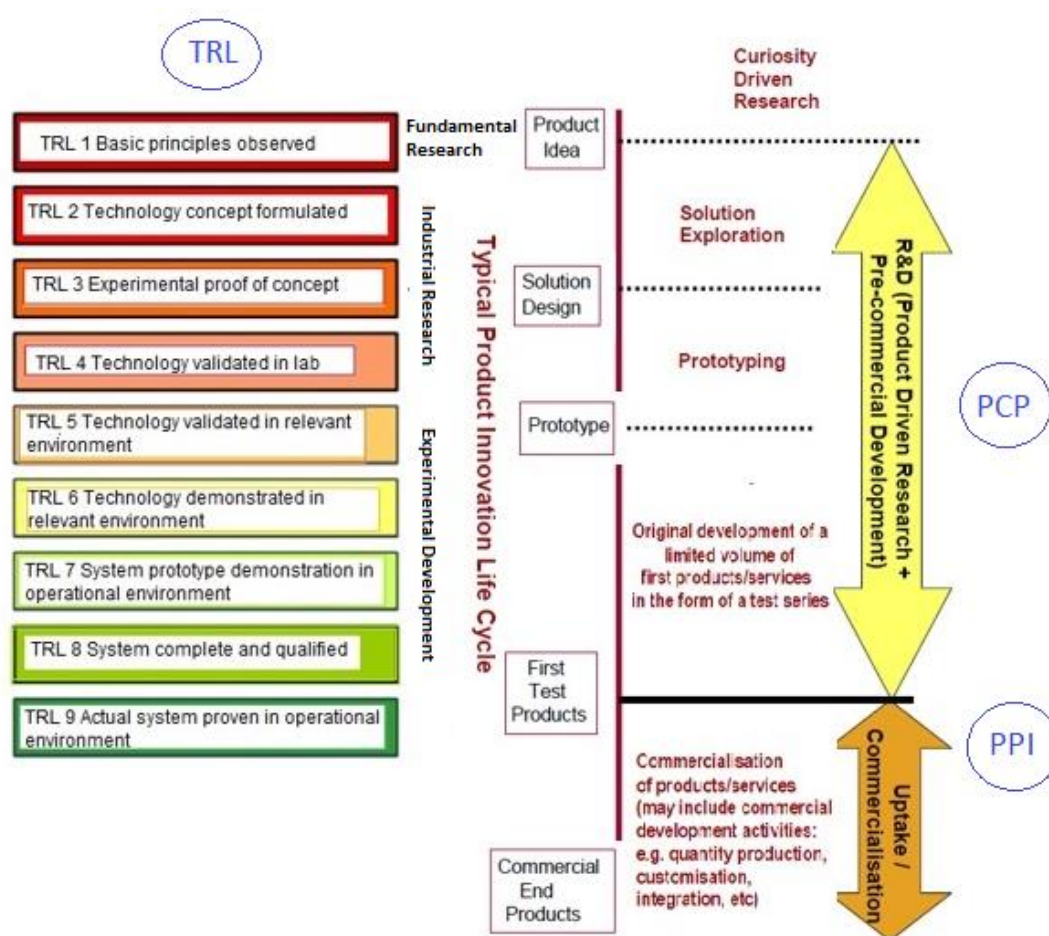 TRL
TRL 1 Basic principles observed
TRL 2 Technology concept formulated
TRL 3 Experimental proof of concept
TRL 4 Technology validated in lab
TRL 5 Technology validated in relevant
environment
TRL 6 Technology demonstrated in
relevant environment
TRL 7 System prototype demonstration in
operational environment
TRL 8 System complete and qualified
TRL 9 Actual system proven in operational
environment
Fundamental
Research
Industrial Research
Experimental Development
Typical Product Innovation Life Cycle
Product
Idea
Solution
Design
Prototype
First
Test
Products
Commercial
End
Products
Curiosity
Driven
Research
Solution
Exploration
Prototyping
Original development of a
limited volume of
first products/services
in the form of a test series
Commercialisation
of products/services
(may include commercial
development activities:
e.g. quantity production,
customisation,
integration, etc)
R&D (Product Driven Research +
Pre-commercial Development)
Uptake /
Commercialisation
PCP
PPI